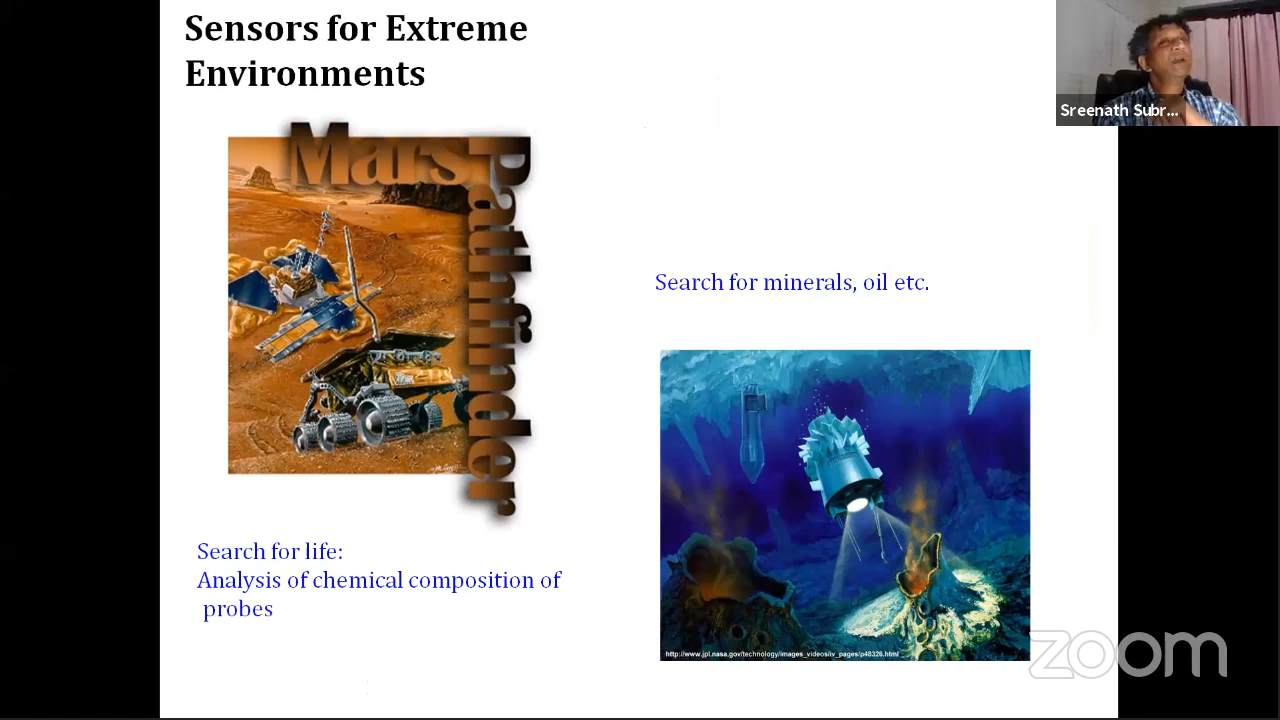 Sensors for Extreme
Environments
Sreenath Subr...
Mars
Pathfinder
Search for minerals, oil etc.
Search for life:
Analysis of chemical composition of
probes
http://www.jpl.nasa.gov/technology/images_videos/iv_pages/p48326.html
zoom